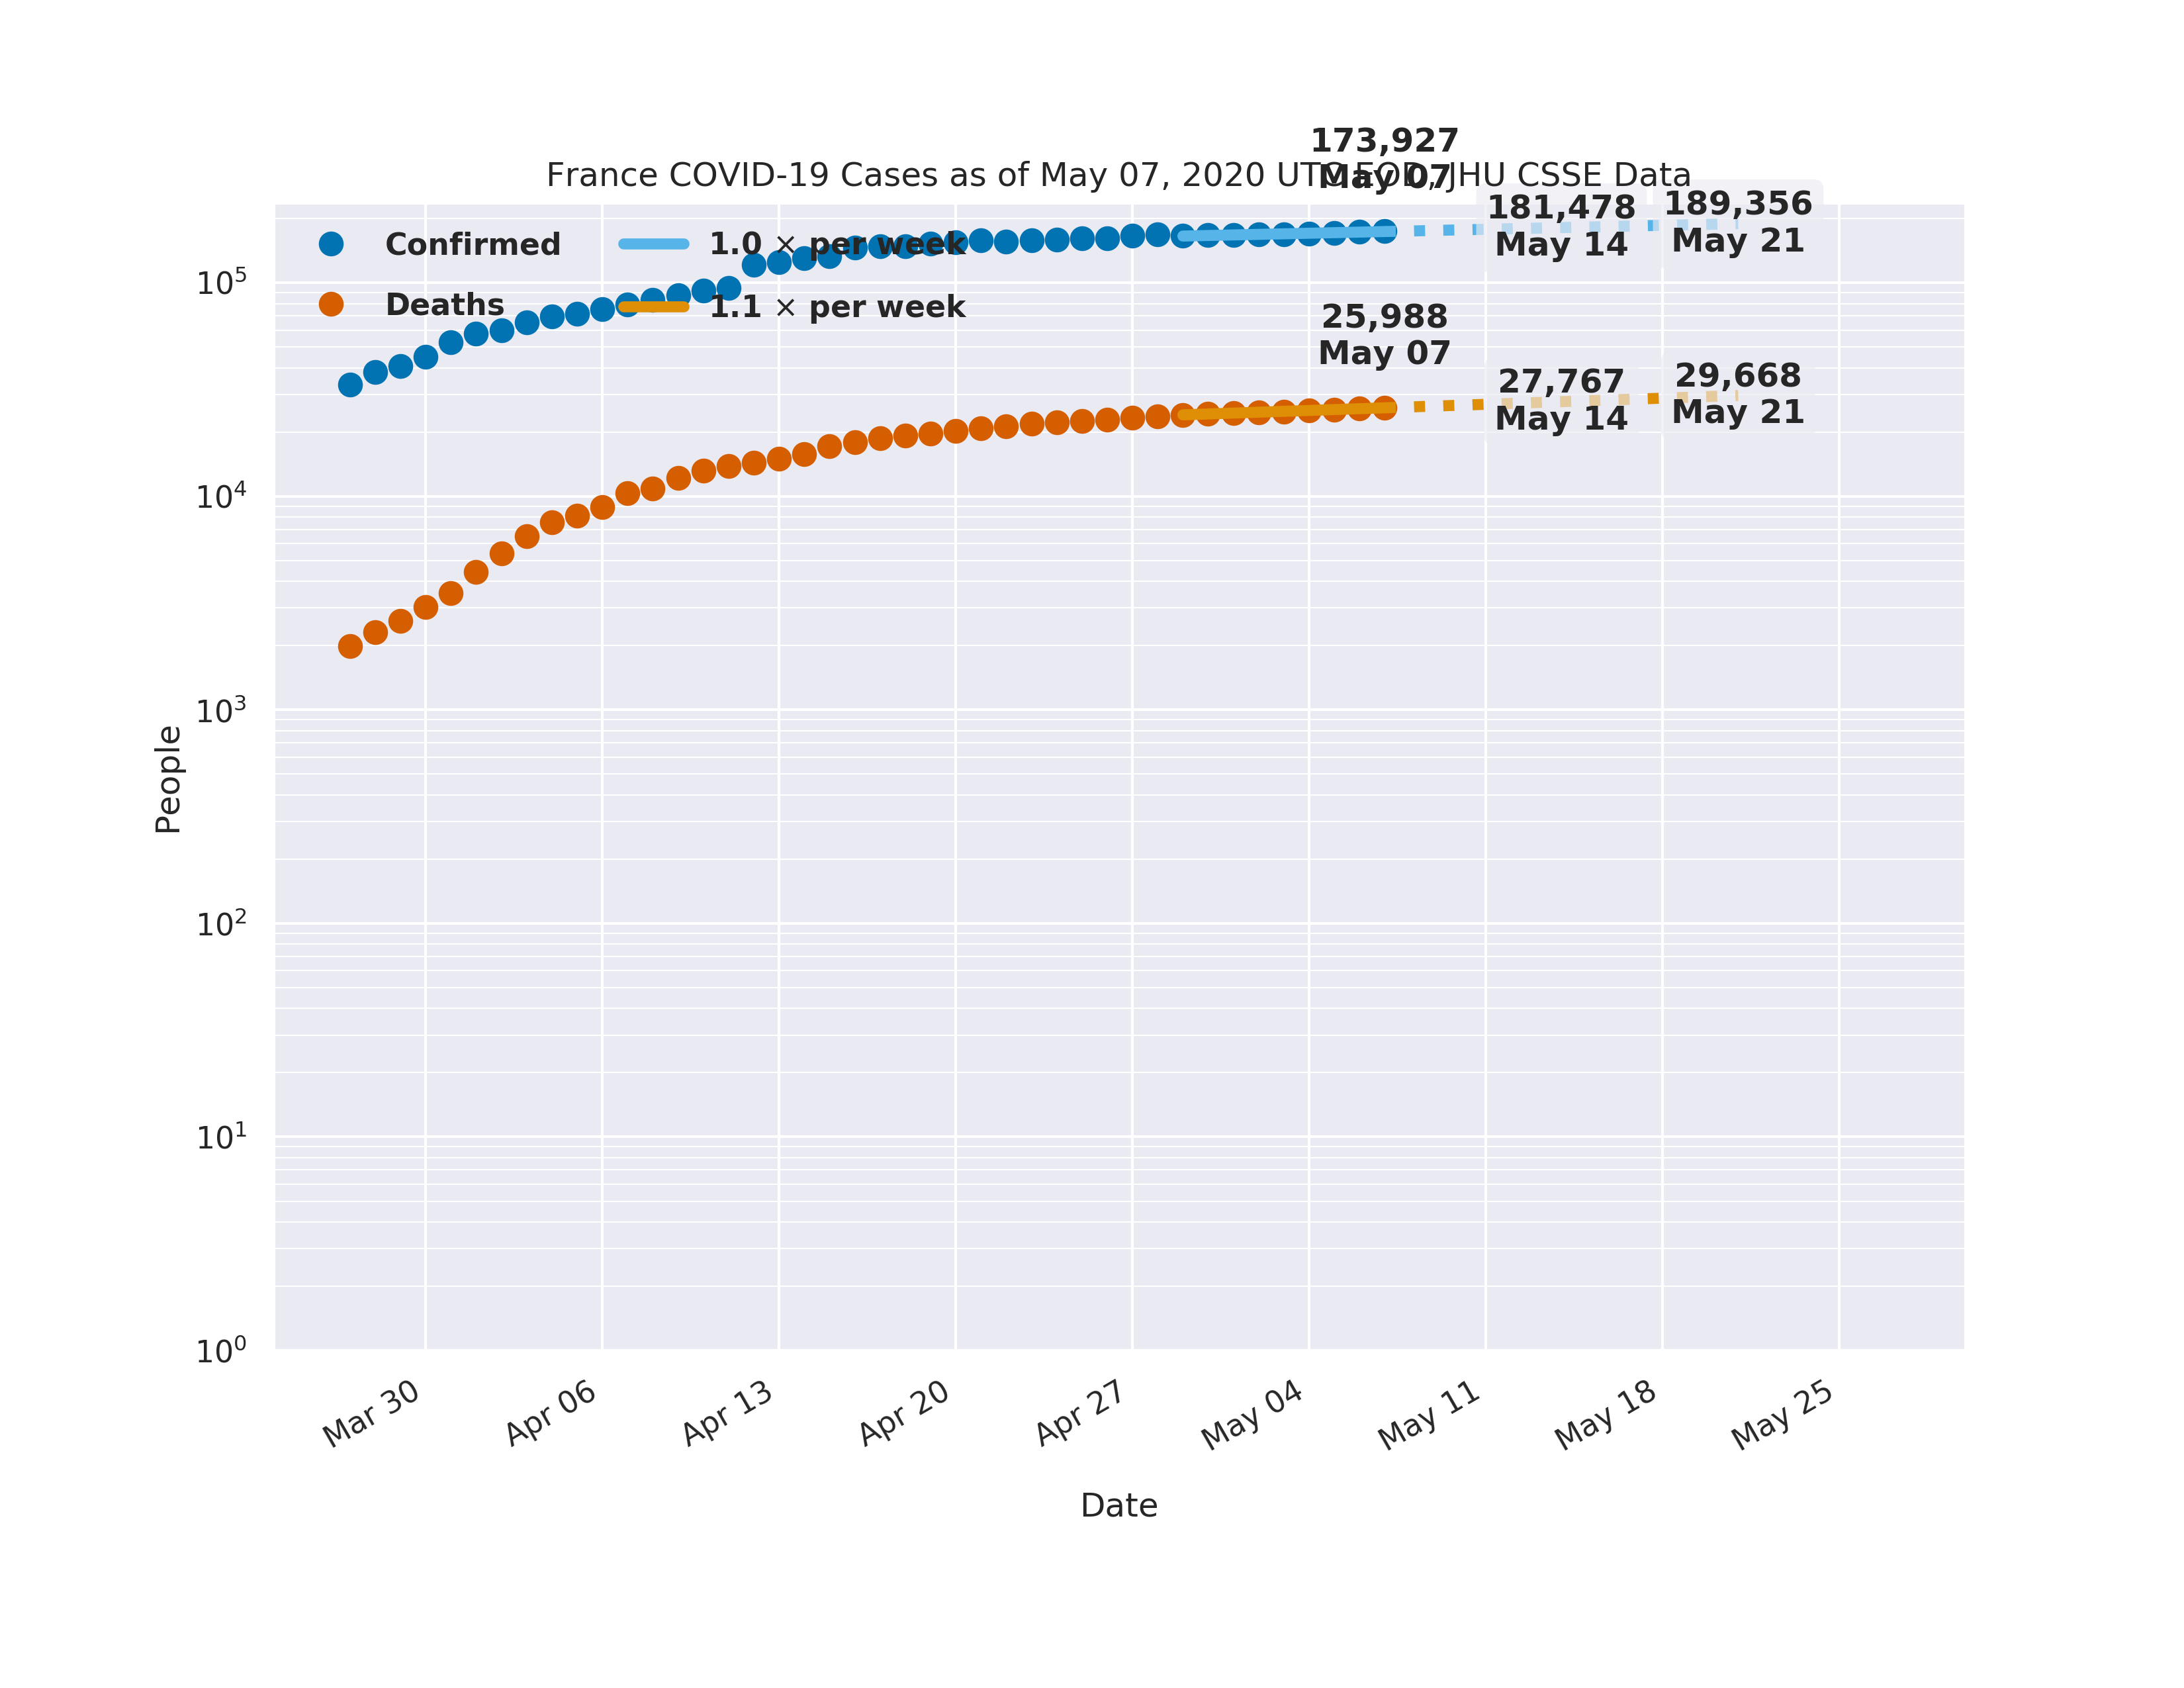 173,927
May 07
France COVID-19 Cases as of May 07, 2020 UTC EOD, JHU CSSE Data
181,478
May 14
189,356
May 21
Confirmed
1.0 × per week
Deaths
1.1 × per week
25,988
May 07
27,767
May 14
29,668
May 21
10⁵
10⁴
10³
10²
10¹
10⁰
People
Mar 30
Apr 06
Apr 13
Apr 20
Apr 27
May 04
May 11
May 18
May 25
Date